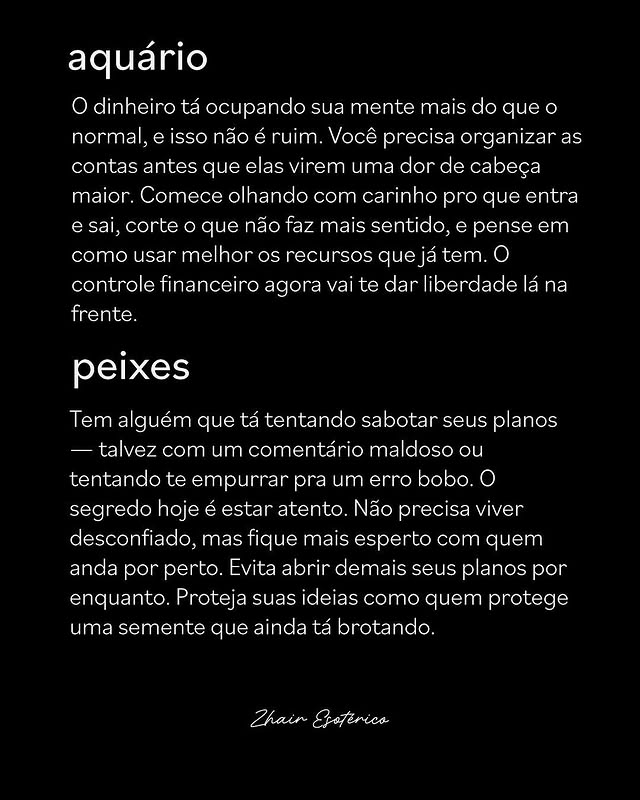 aquário
O dinheiro tá ocupando sua mente mais do que o
normal, e isso não é ruim. Você precisa organizar as
contas antes que elas virem uma dor de cabeça
maior. Comece olhando com carinho pro que entra
e sai, corte o que não faz mais sentido, e pense em
como usar melhor os recursos que já tem. O
controle financeiro agora vai te dar liberdade lá na
frente.
peixes
Tem alguém que tá tentando sabotar seus planos
— talvez com um comentário maldoso ou
tentando te empurrar pra um erro bobo. O
segredo hoje é estar atento. Não precisa viver
desconfiado, mas fique mais esperto com quem
anda por perto. Evita abrir demais seus planos por
enquanto. Proteja suas ideias como quem protege
uma semente que ainda tá brotando.
Zhair Esotérico